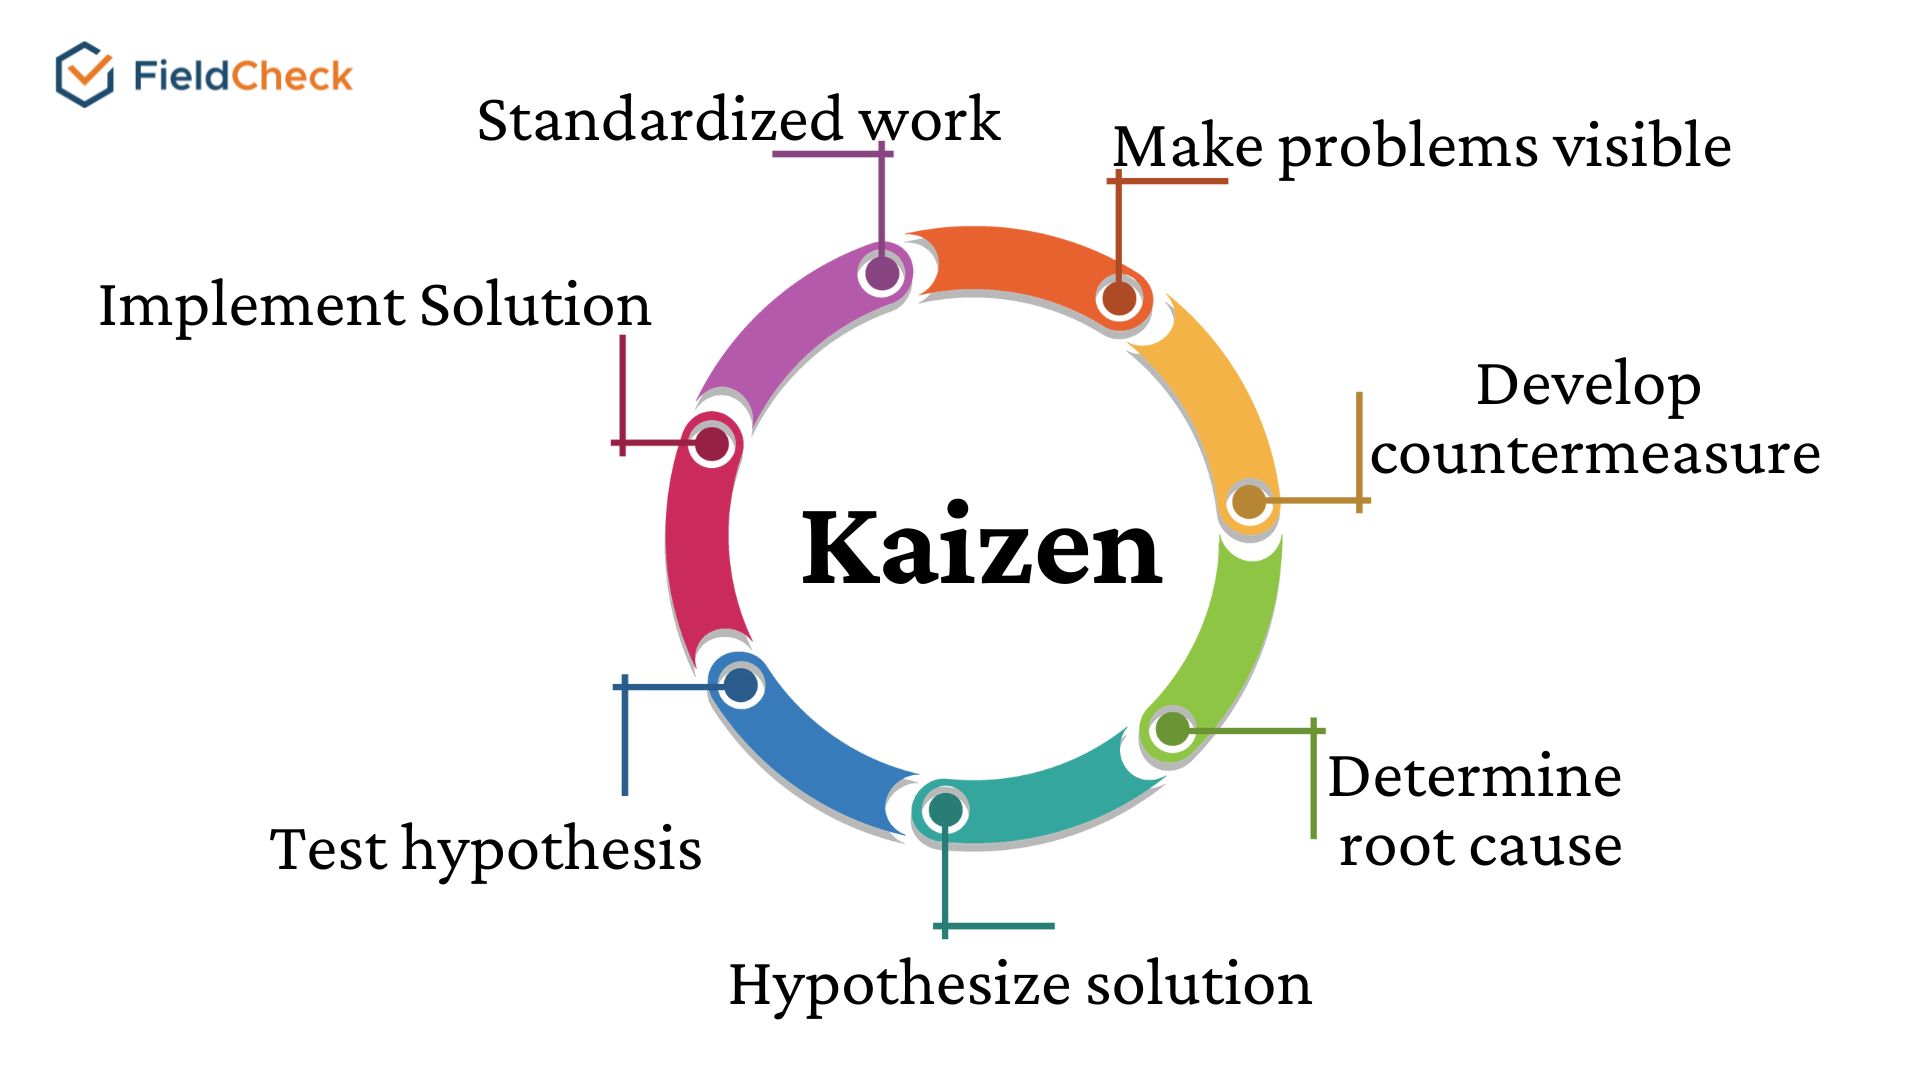 FieldCheck
Standardized work
Make problems visible
Implement Solution
Develop
countermeasure
Kaizen
Determine
root cause
Test hypothesis
Hypothesize solution